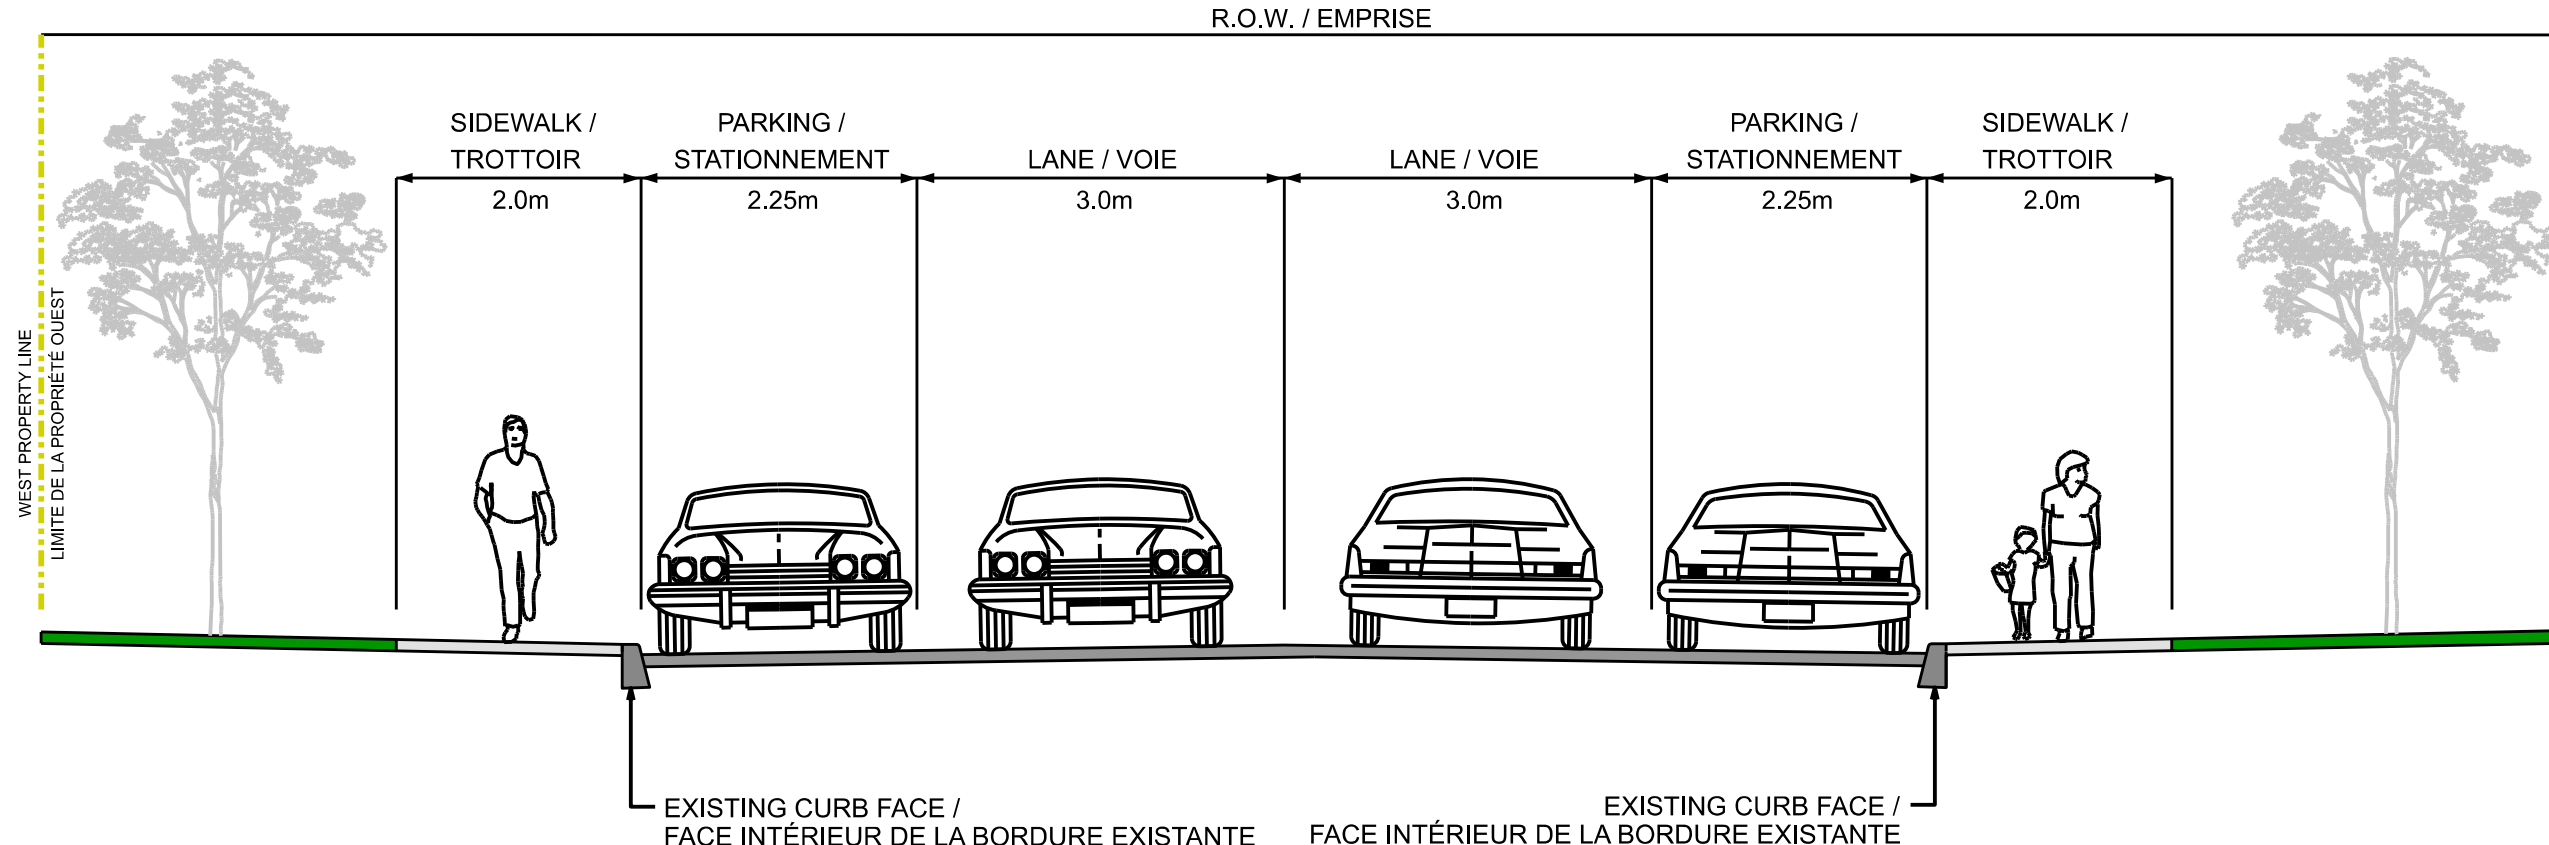 R.O.W. / EMPRISE
SIDEWALK /
TROTTOIR
2.0m
PARKING /
STATIONNEMENT
2.25m
LANE / VOIE
3.0m
LANE / VOIE
3.0m
PARKING /
STATIONNEMENT
2.25m
SIDEWALK /
TROTTOIR
2.0m
WEST PROPERTY LINE
LIMITE DE LA PROPRIÉTÉ OUEST
EXISTING CURB FACE /
FACE INTÉRIEUR DE LA BORDURE EXISTANTE
EXISTING CURB FACE /
FACE INTÉRIEUR DE LA BORDURE EXISTANTE